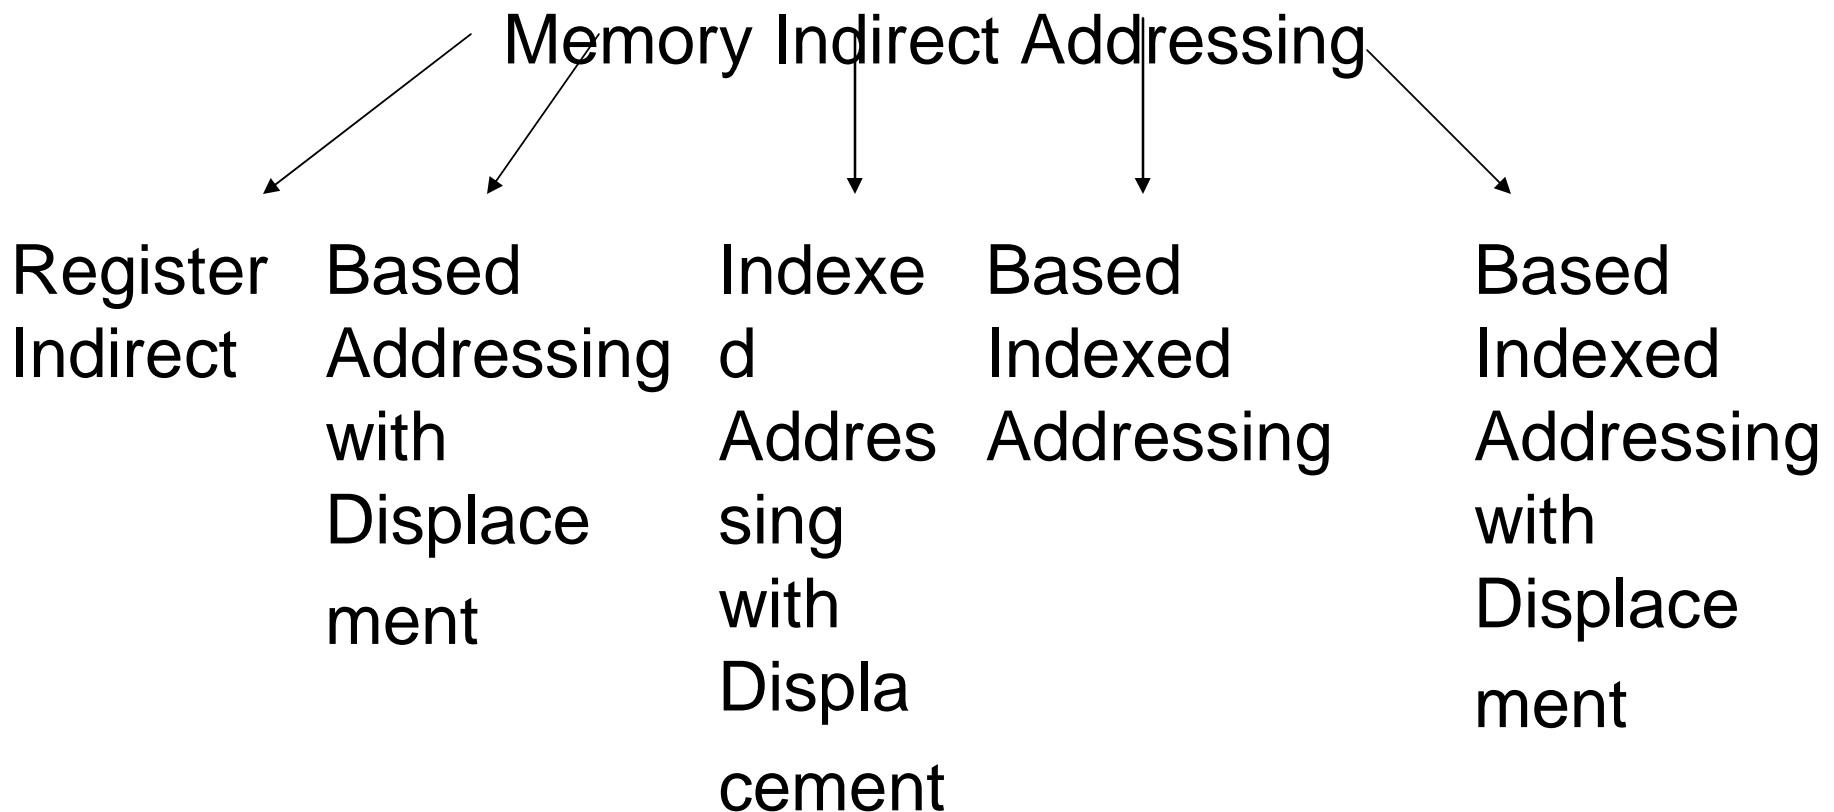 Memory Indirect Addressing
Register
Indirect
Based
Addressing
with
Displace
ment
Indexe
d
Addres
sing
with
Displa
cement
Based
Indexed
Addressing
Based
Indexed
Addressing
with
Displace
ment